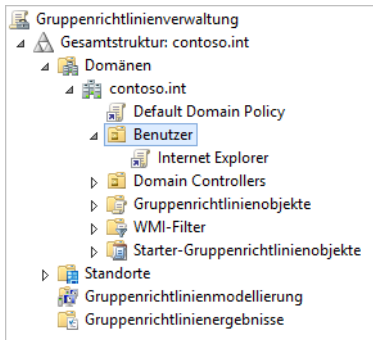 Gruppenrichtlinienverwaltung
Gesamtstruktur: contoso.int
Domänen
contoso.int
Default Domain Policy
Benutzer
Internet Explorer
Domain Controllers
Gruppenrichtlinienobjekte
WMI-Filter
Starter-Gruppenrichtlinienobjekte
Standorte
Gruppenrichtlinienmodellierung
Gruppenrichtlinienergebnisse